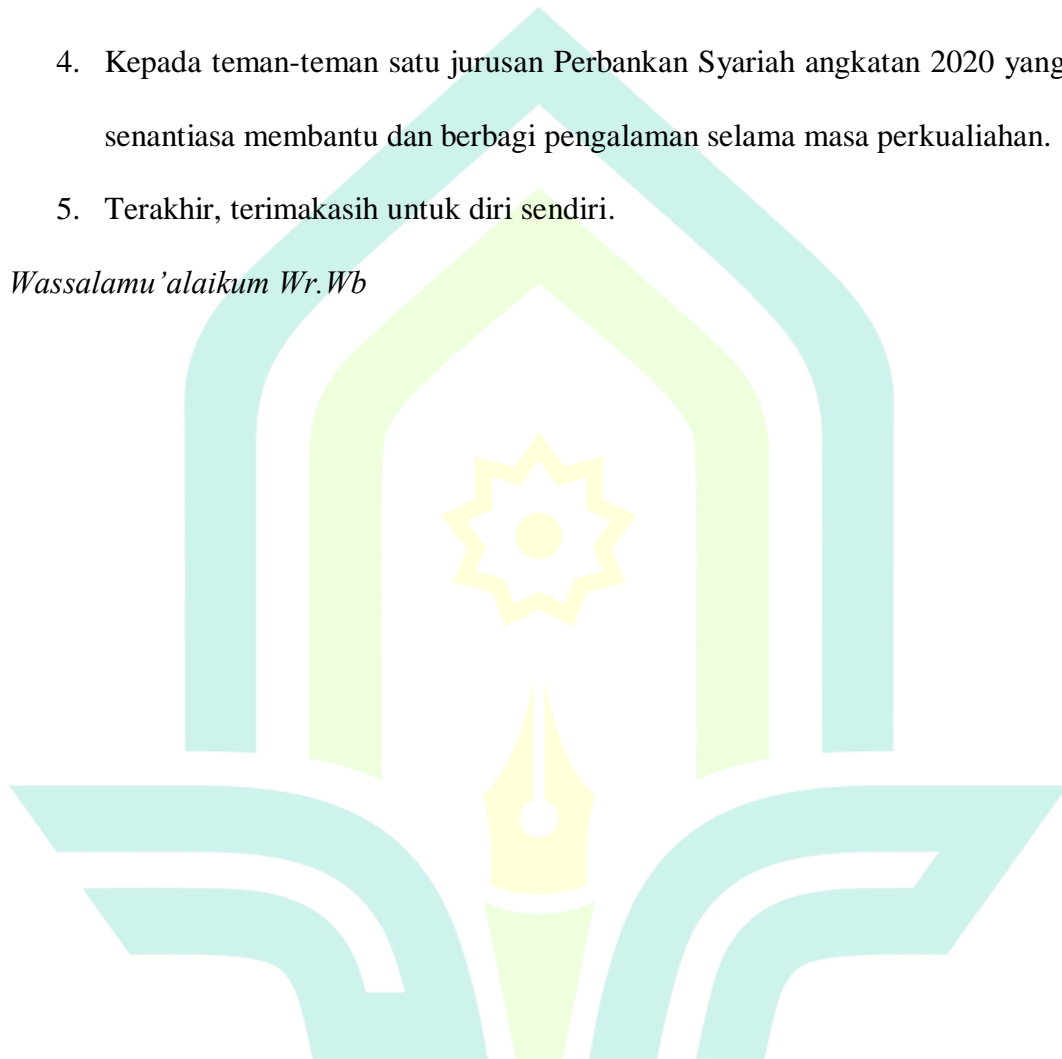 4. Kepada teman-teman satu jurusan Perbankan Syariah angkatan 2020 yang
senantiasa membantu dan berbagi pengalaman selama masa perkualiahan.
5. Terakhir, terimakasih untuk diri sendiri.
Wassalamu’alaikum Wr.Wb